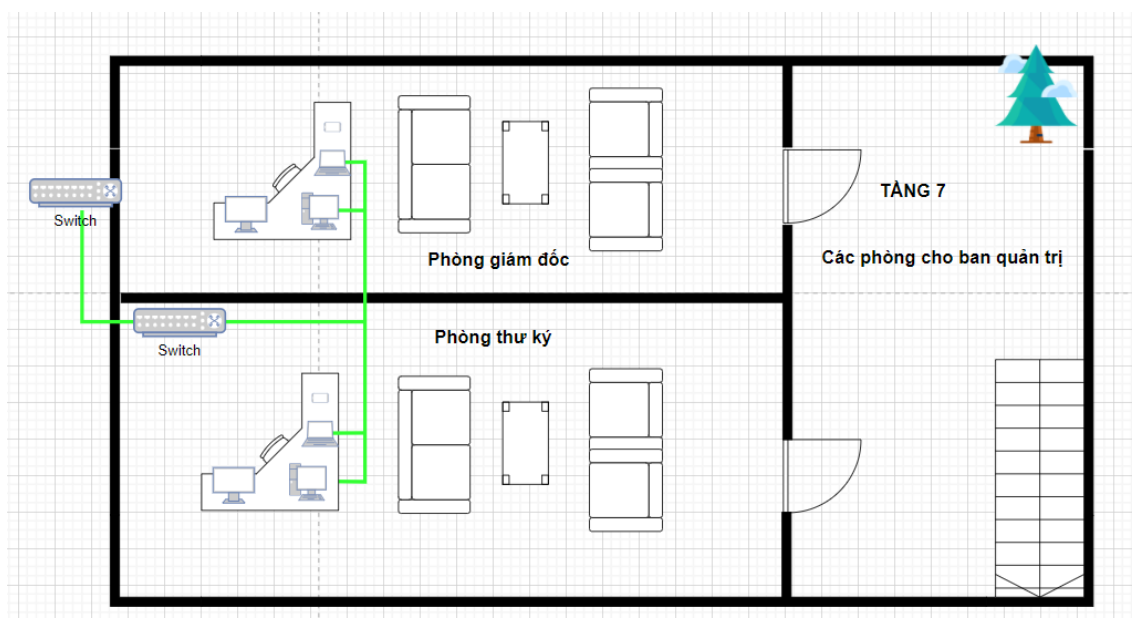 TẦNG 7
Switch
Phòng giám đốc
Các phòng cho ban quản trị
Phòng thư ký
Switch